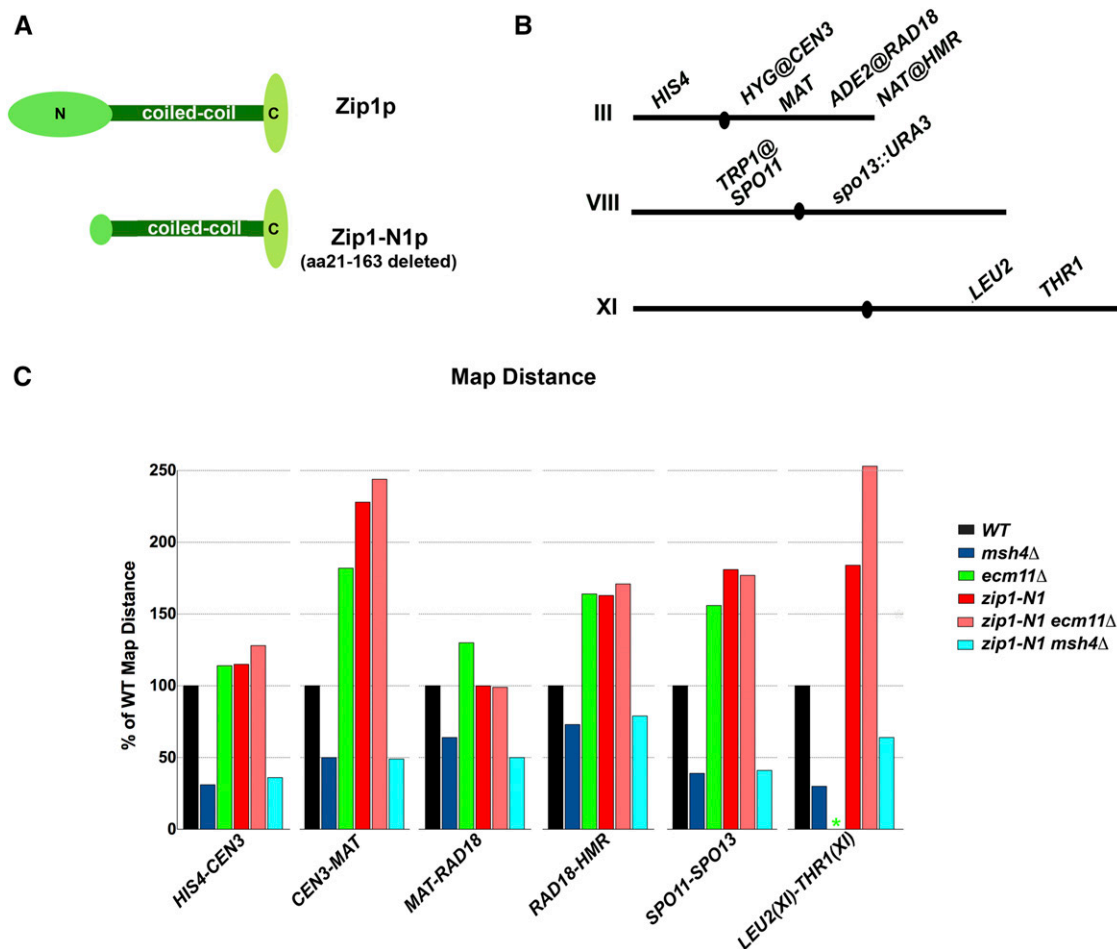 A
N
coiled-coil
C
Zip1p
coiled-coil
C
Zip1-N1p
(aa21-163 deleted)
B
III
HIS4
HYG@CEN3
MAT
ADE2@RAD18
NAT@HMR
VIII
TRP1@
SPO11
spo13::URA3
XI
LEU2
THR1
C
Map Distance
% of WT Map Distance
250
200
150
100
50
0
*
HIS4-CEN3
CEN3-MAT
MAT-RAD18
RAD18-HMR
SPO11-SPO13
LEU2(XI)-THR1(XI)
WT
msh4Δ
ecm11Δ
zip1-N1
zip1-N1 ecm11Δ
zip1-N1 msh4Δ